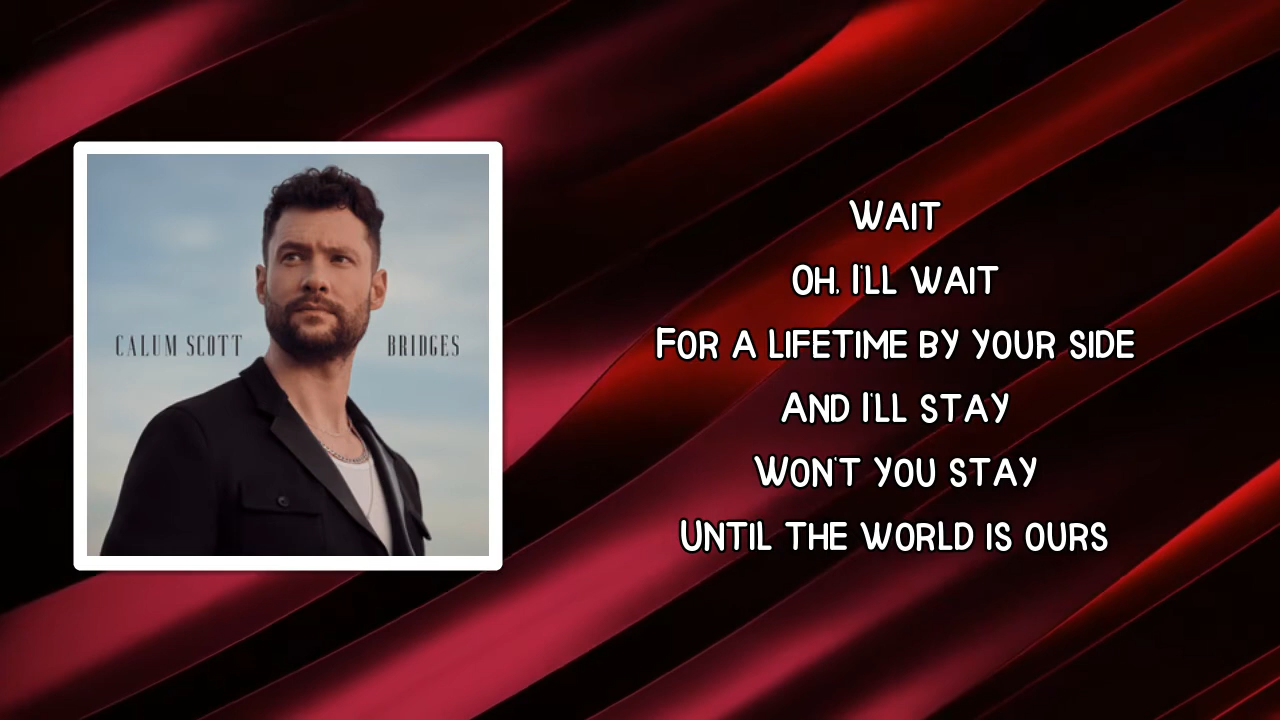 CALUM SCOTT BRIDGES
WAIT
OH, I'LL WAIT
FOR A LIFETIME BY YOUR SIDE
AND I'LL STAY
WON'T YOU STAY
UNTIL THE WORLD IS OURS